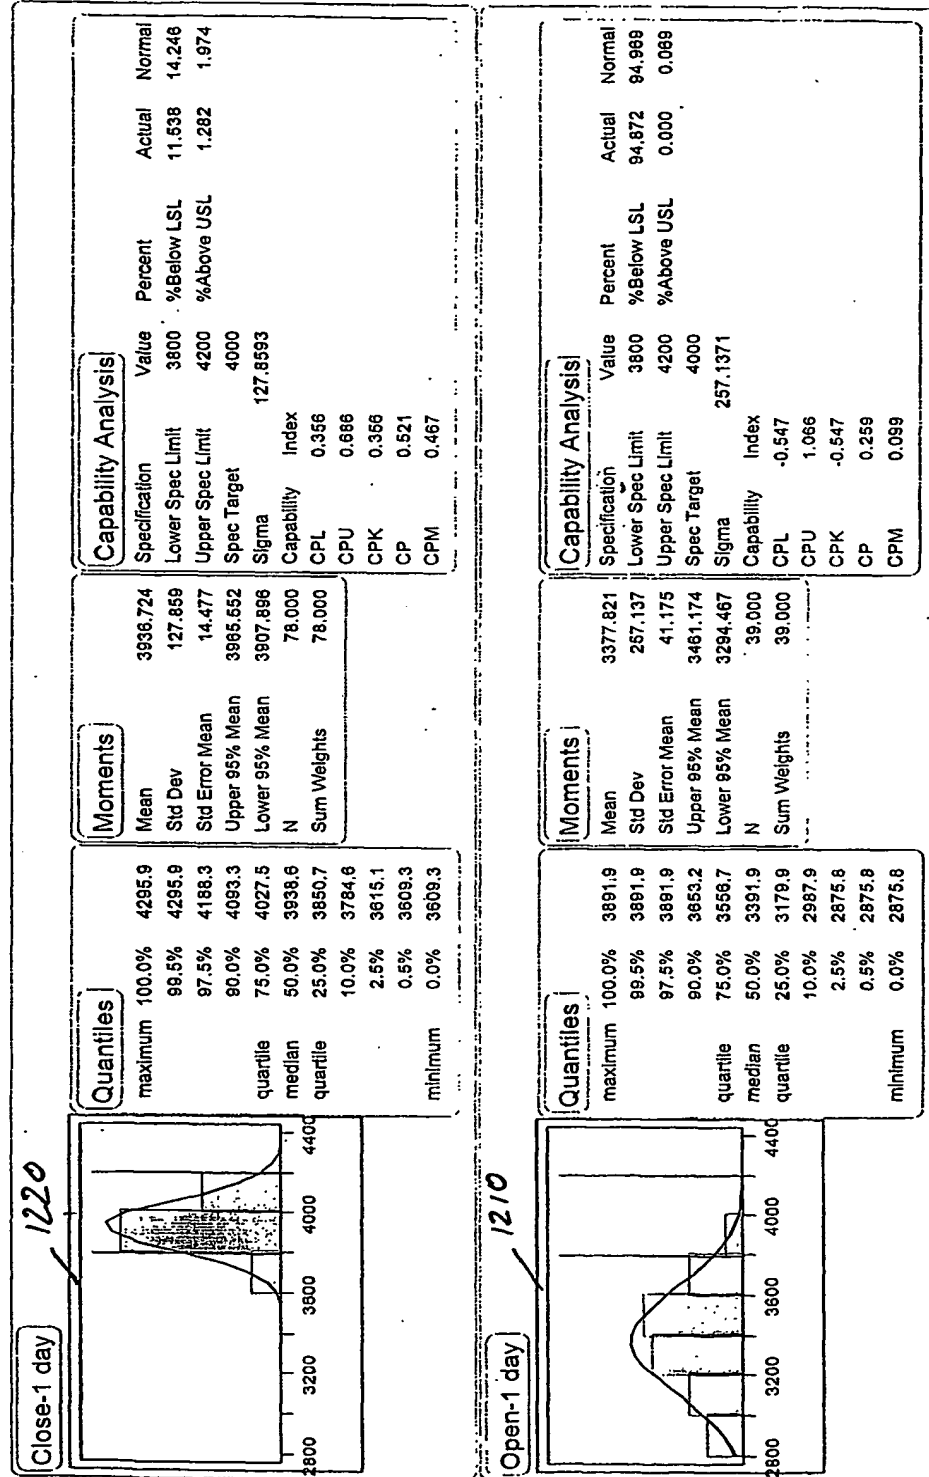 Close-1 day
1220
2800 3200 3600 4000 4400
Quantiles
maximum 100.0% 4295.9
99.5% 4295.9
97.5% 4188.3
90.0% 4093.3
quartile 75.0% 4027.5
median 50.0% 3938.6
quartile 25.0% 3850.7
10.0% 3784.6
2.5% 3615.1
0.5% 3609.3
minimum 0.0% 3609.3
Moments
Mean 3936.724
Std Dev 127.859
Std Error Mean 14.477
Upper 95% Mean 3965.552
Lower 95% Mean 3907.896
N 78.000
Sum Weights 78.000
Capability Analysis
Specification Value Percent Actual Normal
Lower Spec Limit 3800 %Below LSL 11.538 14.246
Upper Spec Limit 4200 %Above USL 1.282 1.974
Spec Target 4000
Sigma 127.8593
Capability Index
CPL 0.356
CPU 0.686
CPK 0.356
CP 0.521
CPM 0.467
Open-1 day
1210
2800 3200 3600 4000 4400
Quantiles
maximum 100.0% 3891.9
99.5% 3891.9
97.5% 3891.9
90.0% 3653.2
quartile 75.0% 3556.7
median 50.0% 3391.9
quartile 25.0% 3179.9
10.0% 2987.9
2.5% 2875.8
0.5% 2875.8
minimum 0.0% 2875.8
Moments
Mean 3377.821
Std Dev 257.137
Std Error Mean 41.175
Upper 95% Mean 3461.174
Lower 95% Mean 3294.467
N 39.000
Sum Weights 39.000
Capability Analysis
Specification Value Percent Actual Normal
Lower Spec Limit 3800 %Below LSL 94.872 94.969
Upper Spec Limit 4200 %Above USL 0.000 0.069
Spec Target 4000
Sigma 257.1371
Capability Index
CPL -0.547
CPU 1.066
CPK -0.547
CP 0.259
CPM 0.099